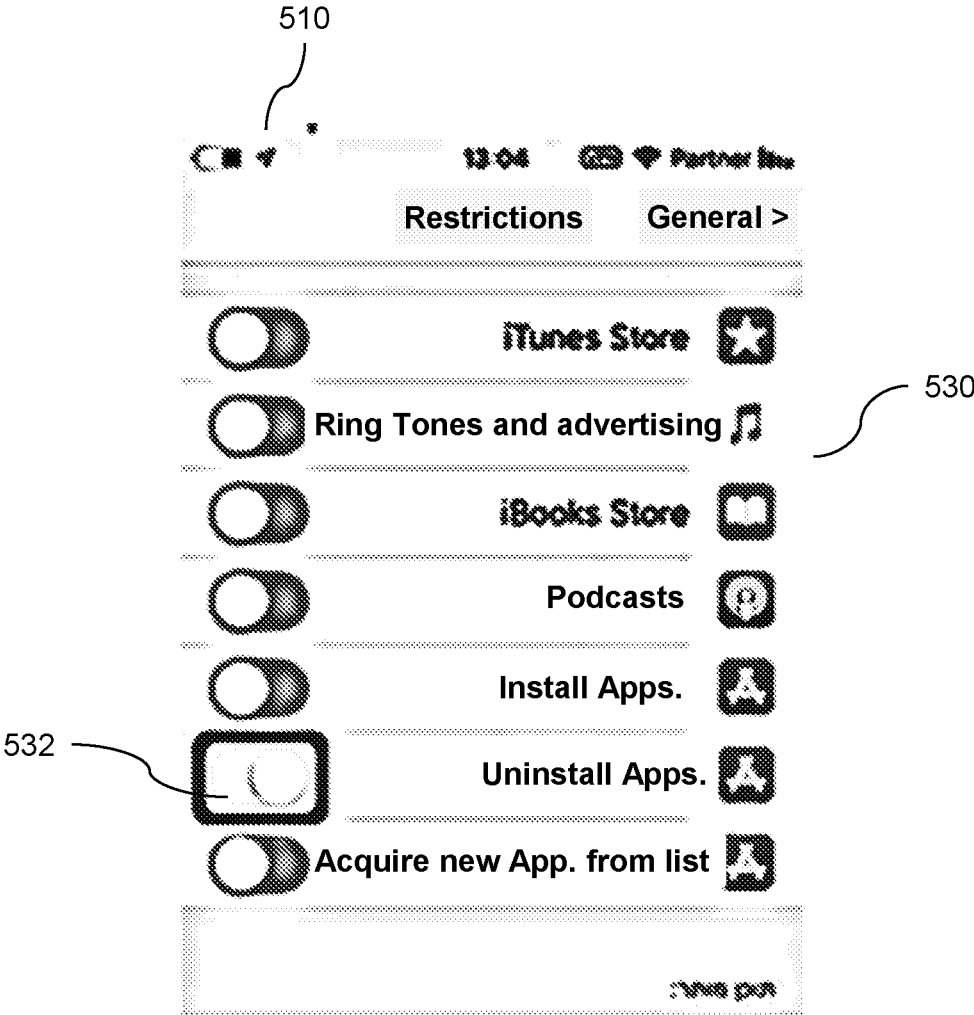 510
13:04 Partner
Restrictions General >
iTunes Store
530
Ring Tones and advertising
iBooks Store
Podcasts
Install Apps.
532
Uninstall Apps.
Acquire new App. from list